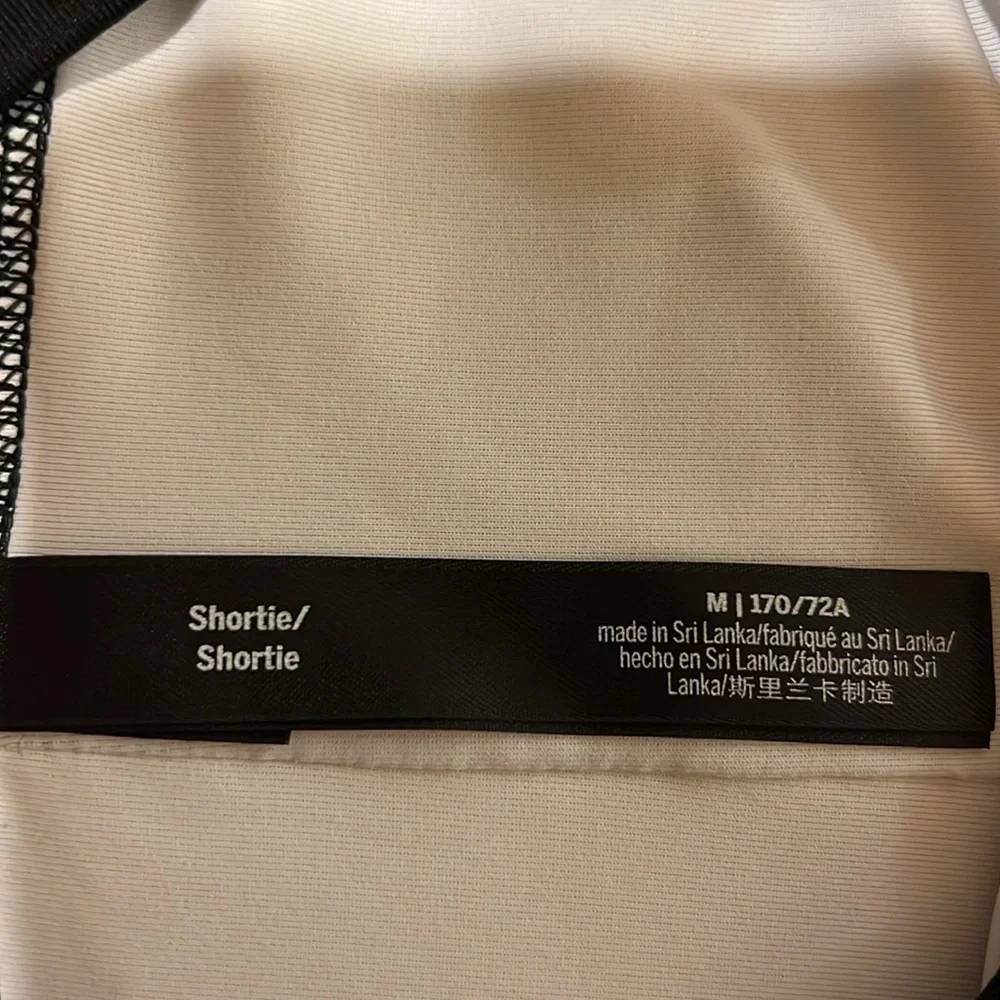 Shortie/
Shortie
M | 170/72A
made in Sri Lanka/fabriqué au Sri Lanka/
hecho en Sri Lanka/fabbricato in Sri
Lanka/斯里兰卡制造